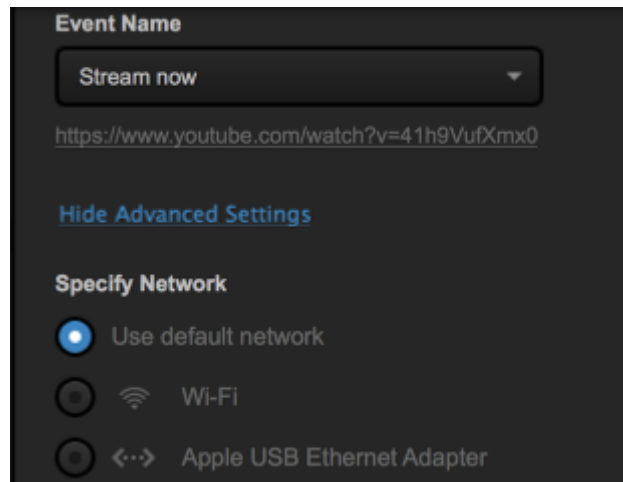 Event Name
Stream now
https://www.youtube.com/watch?v=41h9VufXmx0
Hide Advanced Settings
Specify Network
Use default network
Wi-Fi
Apple USB Ethernet Adapter